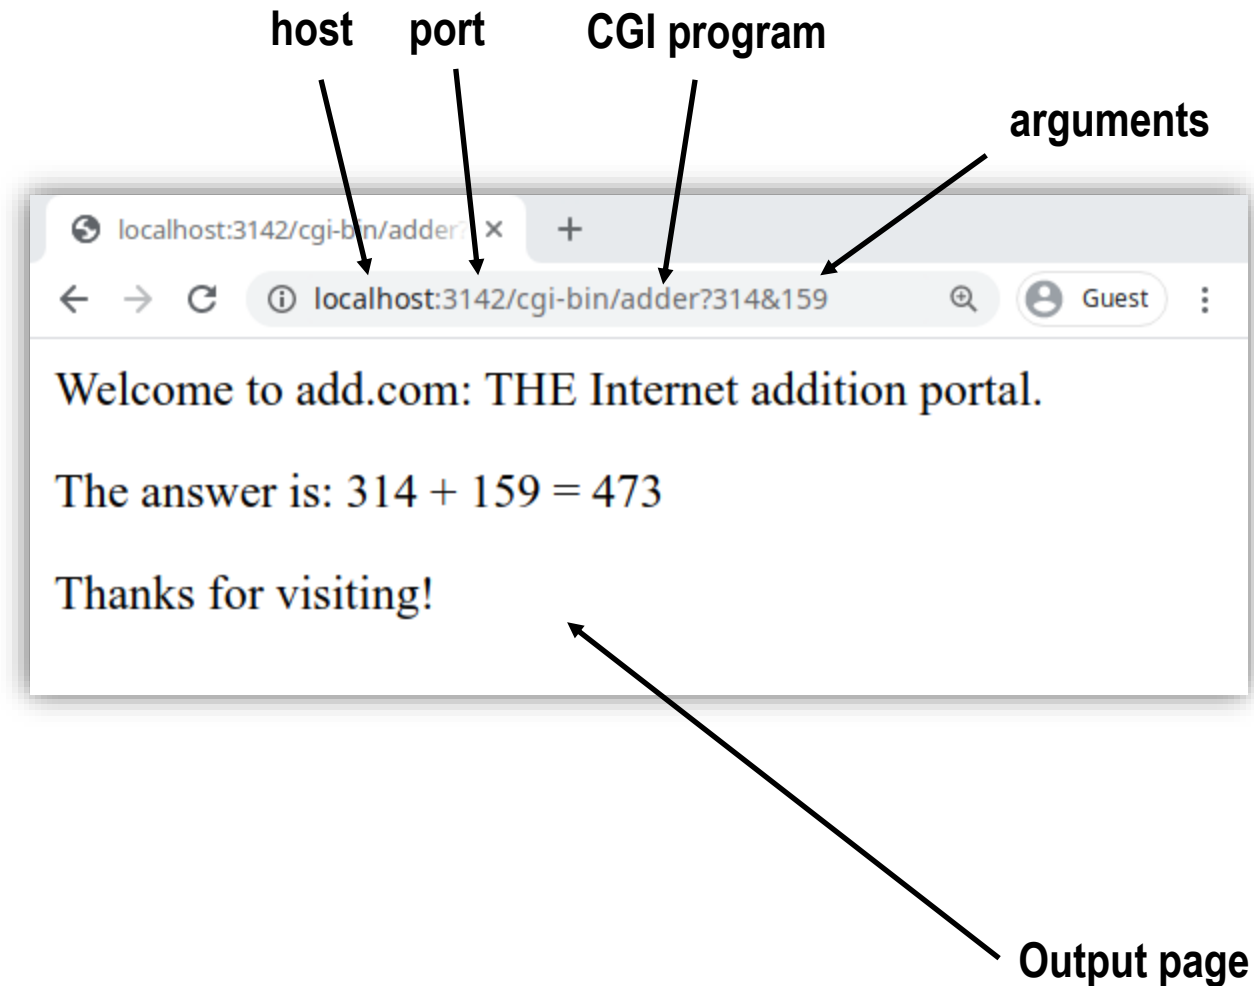 host port CGI program
arguments
localhost:3142/cgi-bin/adder?
localhost:3142/cgi-bin/adder?314&159 Guest
Welcome to add.com: THE Internet addition portal.
The answer is: 314 + 159 = 473
Thanks for visiting!
Output page